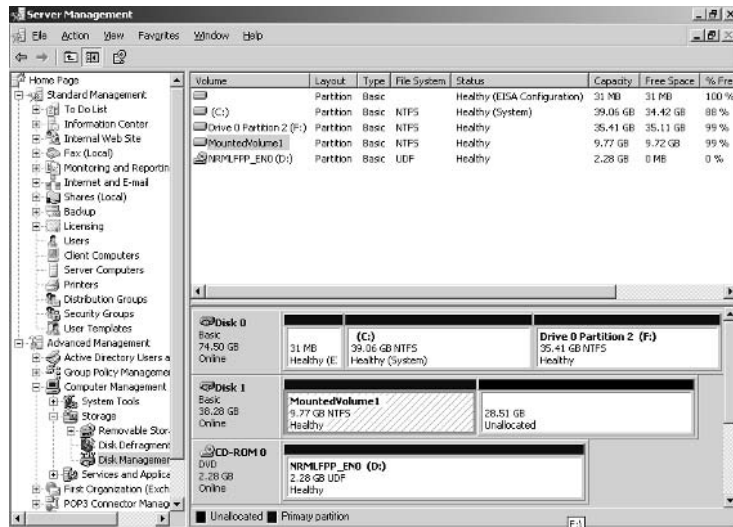 Server Management
File Action View Favorites Window Help
Home Page
Standard Management
To Do List
Information Center
Internal Web Site
Fax (Local)
Monitoring and Reportin
Internet and E-mail
Shares (Local)
Backup
Licensing
Users
Client Computers
Server Computers
Printers
Distribution Groups
Security Groups
User Templates
Advanced Management
Active Directory Users a
Group Policy Managemen
Computer Management
System Tools
Storage
Removable Stor
Disk Defragment
Disk Managemen
Services and Applica
First Organization (Exch
POP3 Connector Manag
Volume Layout Type File System Status Capacity Free Space % Fre
Partition Basic Healthy (EISA Configuration) 31 MB 31 MB 100 %
(C:) Partition Basic NTFS Healthy (System) 39.06 GB 34.42 GB 88 %
Drive 0 Partition 2 (F:) Partition Basic NTFS Healthy 35.41 GB 35.11 GB 99 %
MountedVolume1 Partition Basic NTFS Healthy 9.77 GB 9.72 GB 99 %
NRMLFPP_EN0 (D:) Partition Basic UDF Healthy 2.28 GB 0 MB 0 %
Disk 0
Basic
74.50 GB
Online
31 MB
Healthy (E
(C:)
39.06 GB NTFS
Healthy (System)
Drive 0 Partition 2 (F:)
35.41 GB NTFS
Healthy
Disk 1
Basic
38.28 GB
Online
MountedVolume1
9.77 GB NTFS
Healthy
28.51 GB
Unallocated
CD-ROM 0
DVD
2.28 GB
Online
NRMLFPP_EN0 (D:)
2.28 GB UDF
Healthy
Unallocated Primary partition
F:\